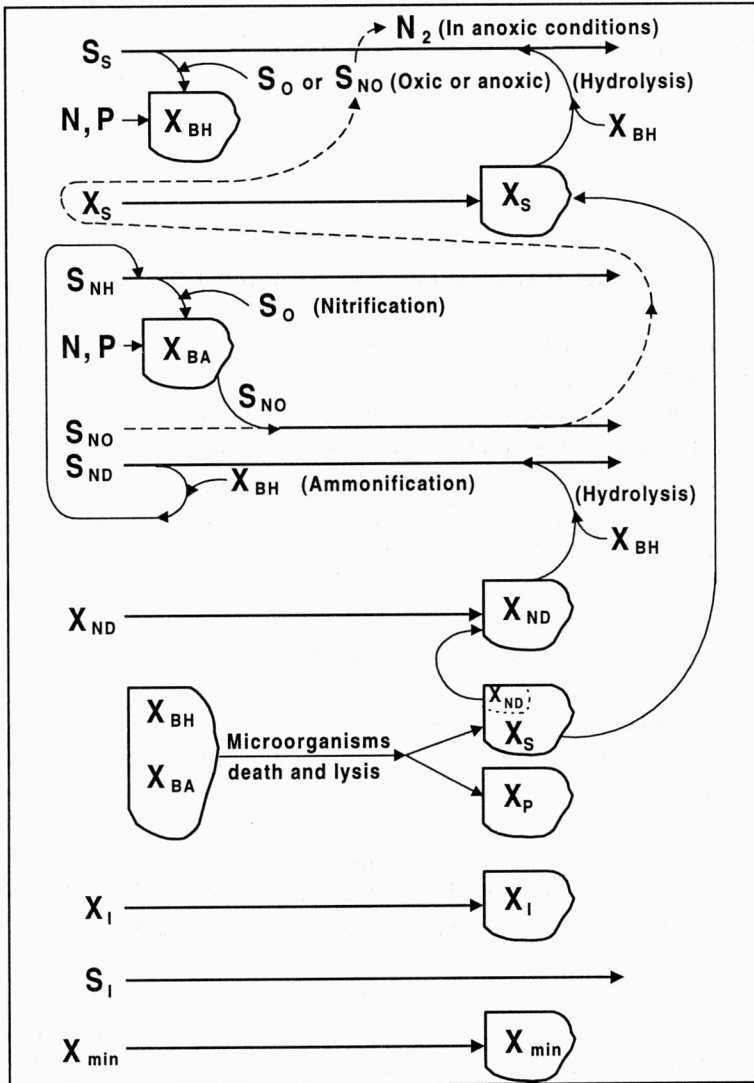 N2 (In anoxic conditions)
SS
SO or SNO (Oxic or anoxic) (Hydrolysis)
N, P XBH XBH
XS XS
SNH
SO (Nitrification)
N, P XBA
SNO
SNO
SND
XBH (Ammonification) (Hydrolysis)
XBH
XND XND
XND
XBH XS
Microorganisms
death and lysis
XBA XP
XI XI
SI
Xmin Xmin